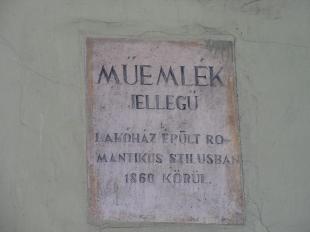 MŰEMLÉK
JELLEGŰ
LAKÓHÁZ ÉPÜLT RO-
MANTIKUS STILUSBAN
1860 KÖRÜL.